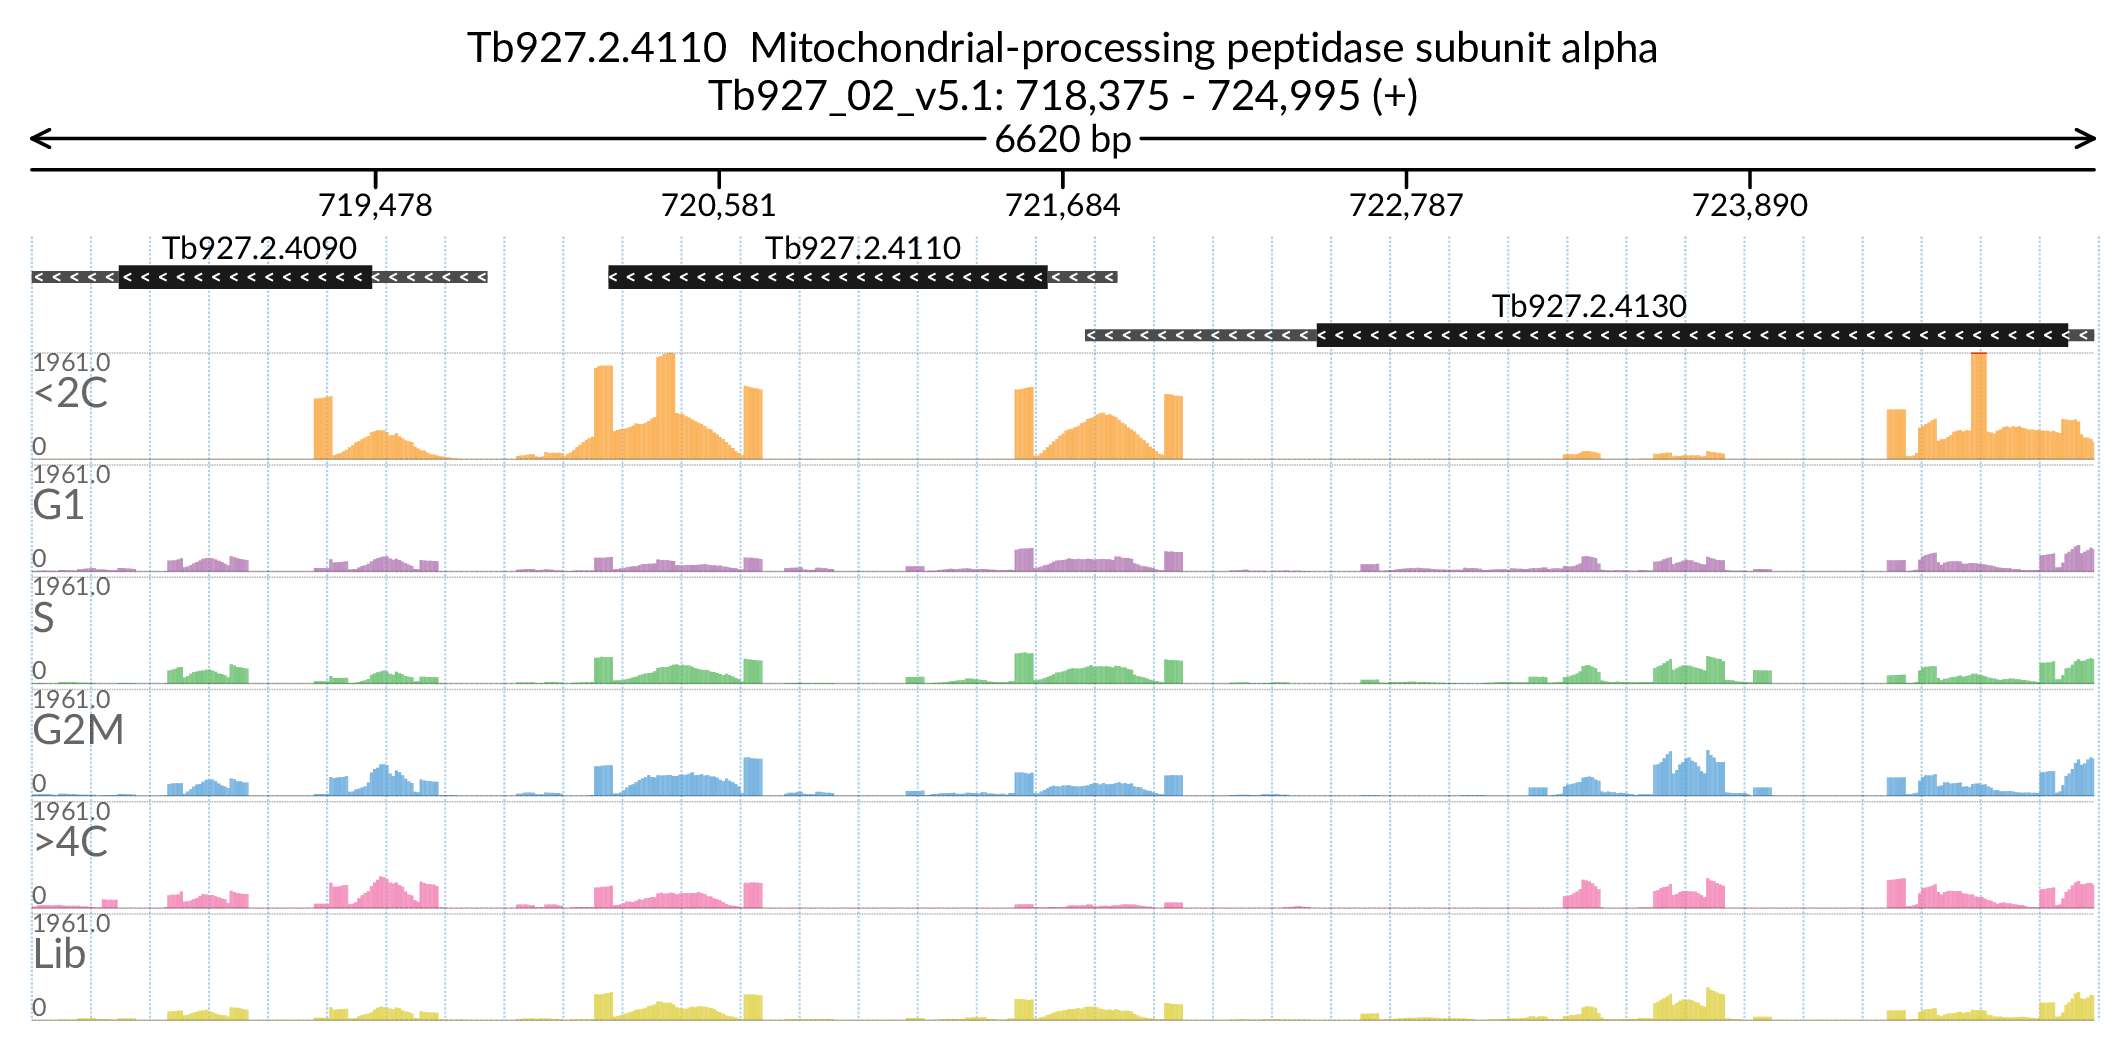 Tb927.2.4110  Mitochondrial-processing peptidase subunit alpha
Tb927_02_v5.1: 718,375 - 724,995 (+)
6620 bp
719,478 720,581 721,684 722,787 723,890
Tb927.2.4090 Tb927.2.4110
Tb927.2.4130
1961.0
<2C
0
1961.0
G1
0
1961.0
S
0
1961.0
G2M
0
1961.0
>4C
0
1961.0
Lib
0